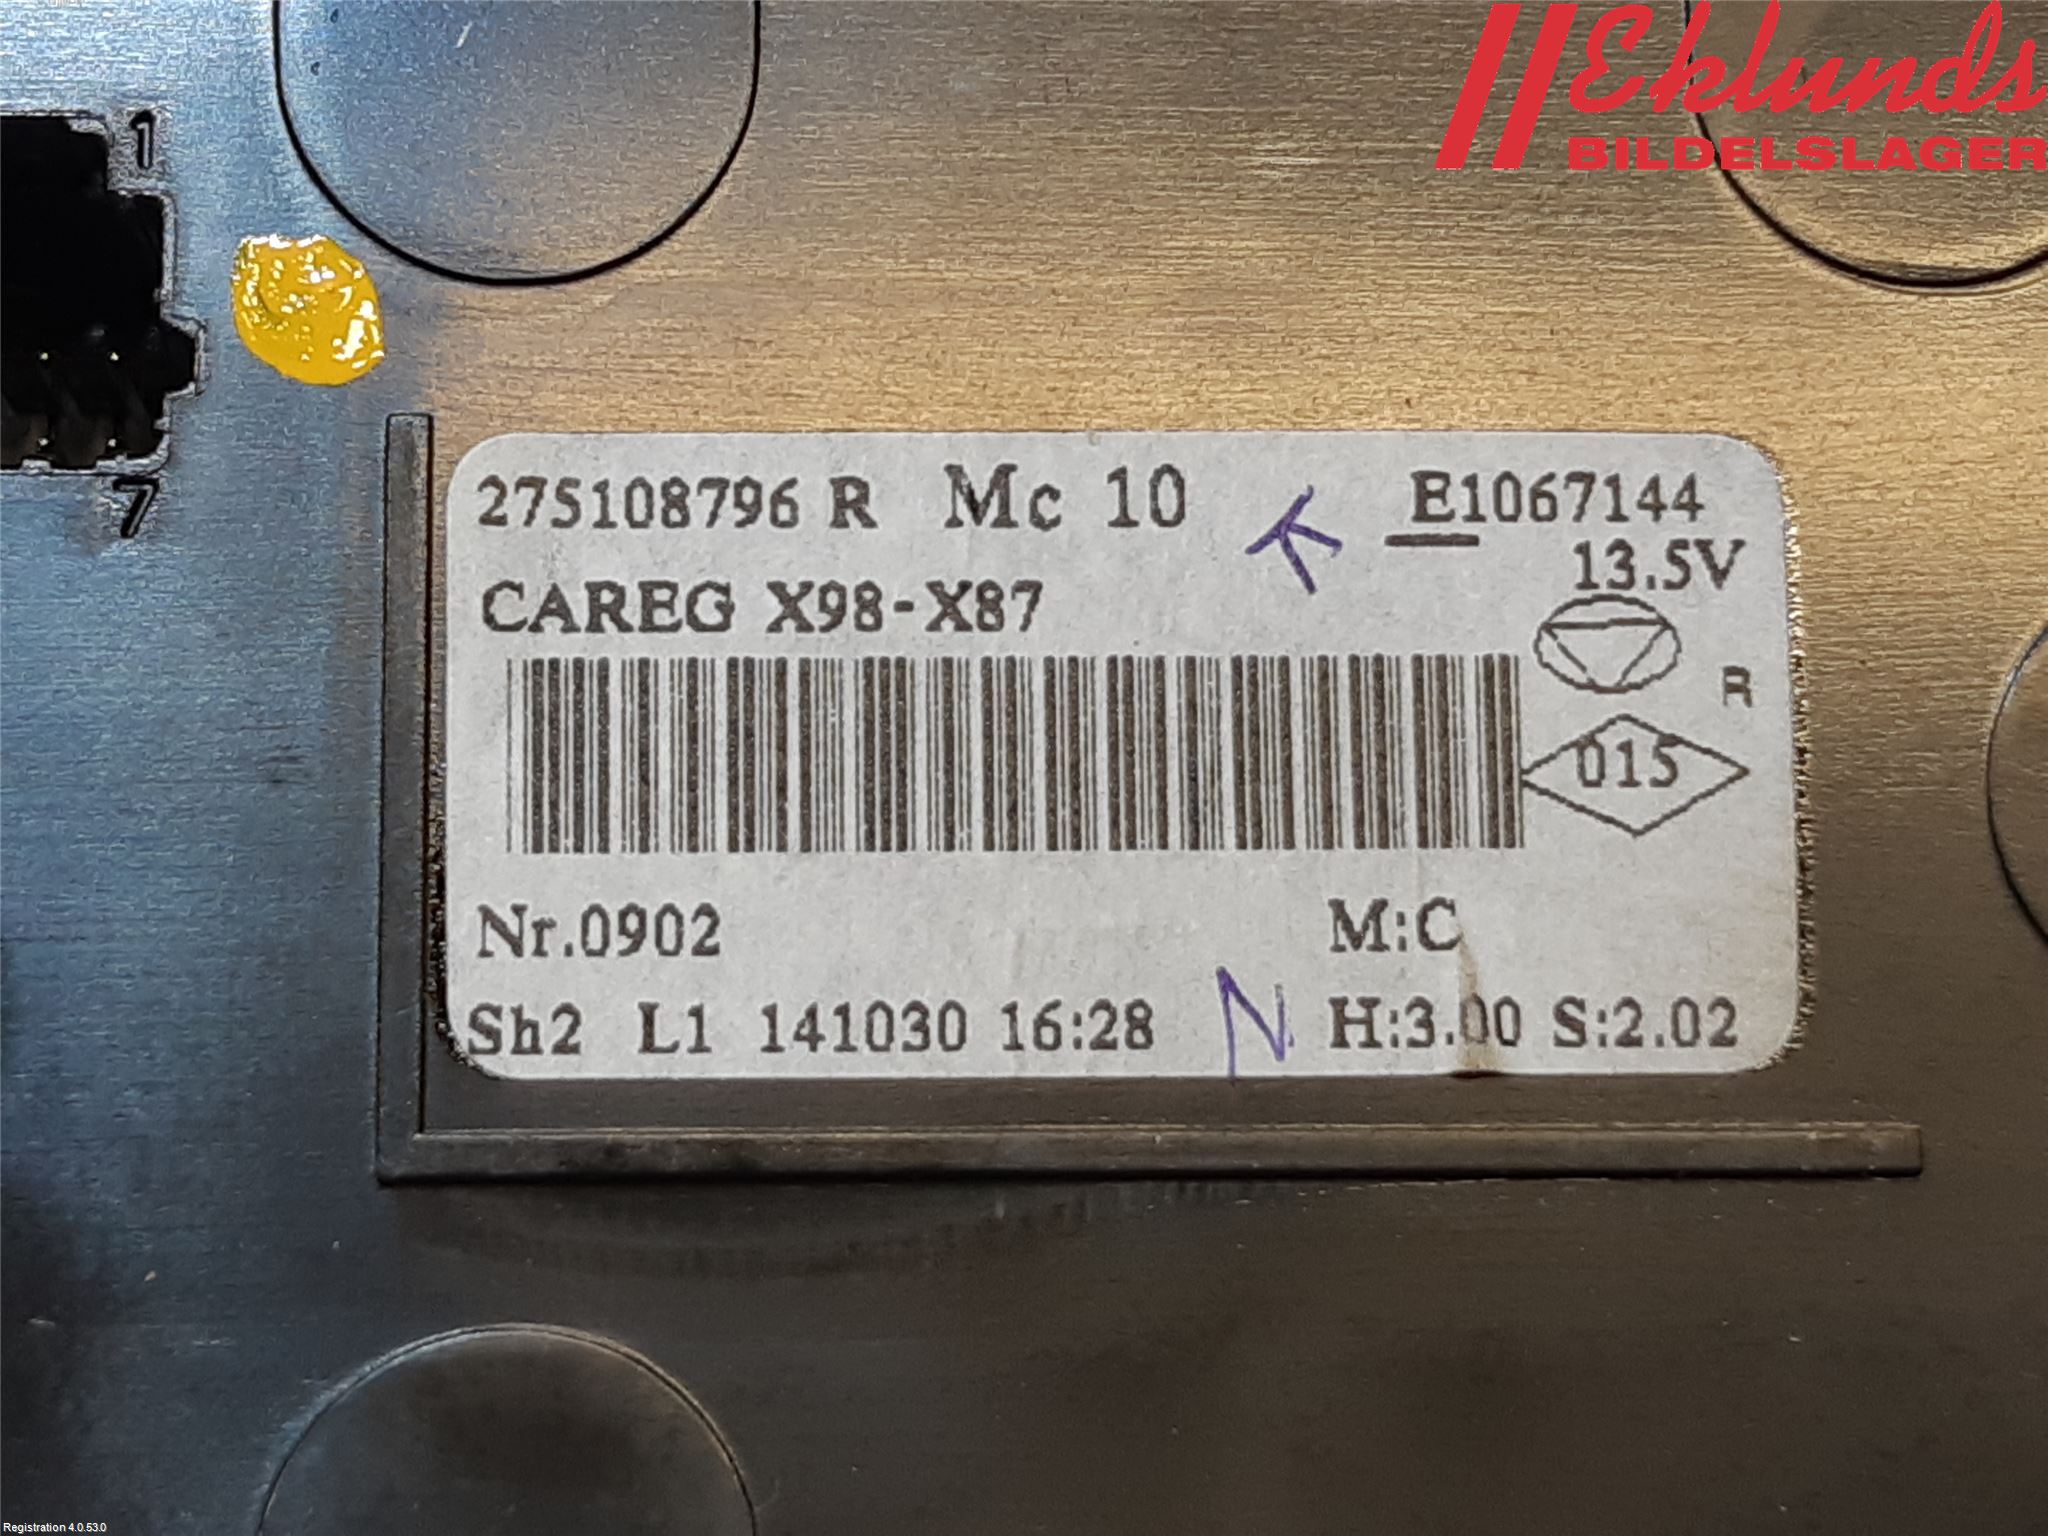 Eklunds
BILDELSLAGER
1
7
275108796 R Mc 10 K E1067144
13.5V
CAREG X98-X87
R
015
Nr.0902 M:C
Sh2 L1 141030 16:28 N H:3.00 S:2.02
Registration 4.0.53.0